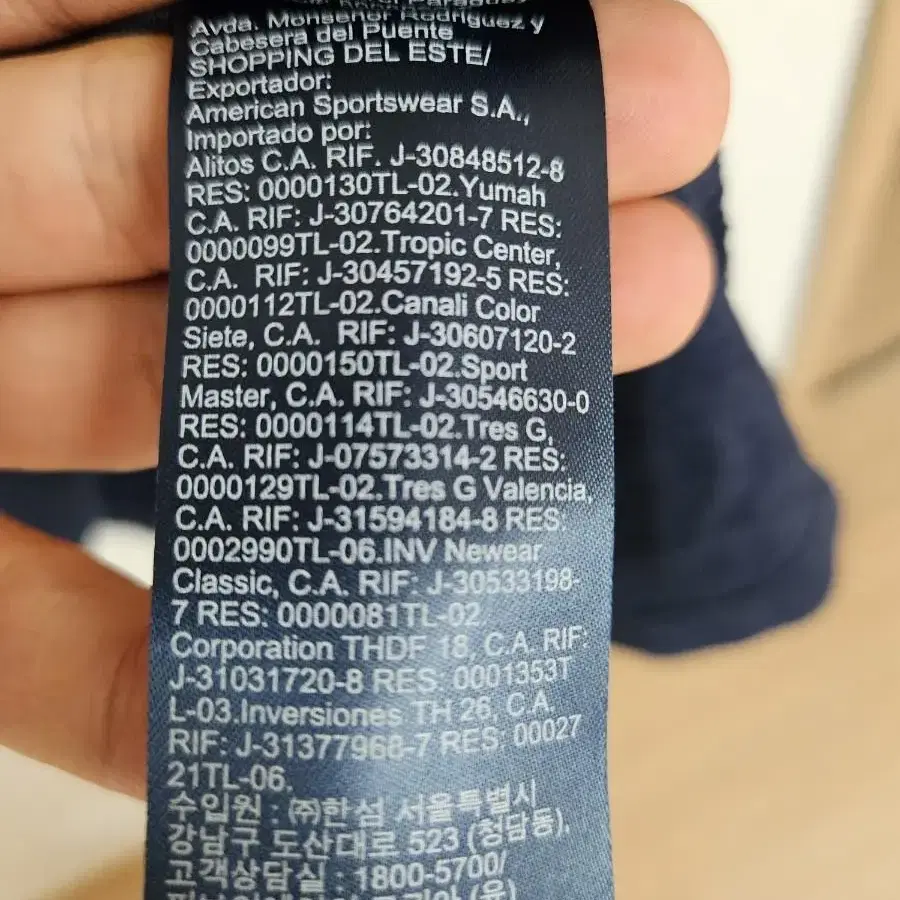 Paraguay
Avda. Monseñor Rodriguez y
Cabesera del Puente
SHOPPING DEL ESTE/
Exportador:
American Sportswear S.A.,
Importado por:
Alitos C.A. RIF. J-30848512-8
RES: 0000130TL-02.Yumah
C.A. RIF: J-30764201-7 RES:
0000099TL-02.Tropic Center,
C.A. RIF: J-30457192-5 RES:
0000112TL-02.Canali Color
Siete, C.A. RIF: J-30607120-2
RES: 0000150TL-02.Sport
Master, C.A. RIF: J-30546630-0
RES: 0000114TL-02.Tres G,
C.A. RIF: J-07573314-2 RES:
0000129TL-02.Tres G Valencia,
C.A. RIF: J-31594184-8 RES:
0002990TL-06.INV Newear
Classic, C.A. RIF: J-30533198-
7 RES: 0000081TL-02
Corporation THDF 18, C.A. RIF:
J-31031720-8 RES: 0001353T
L-03.Inversiones TH 26, C.A.
RIF: J-31377968-7 RES: 00027
21TL-06.
수입원 : ㈜한섬 서울특별시
강남구 도산대로 523 (청담동),
고객상담실 : 1800-5700/